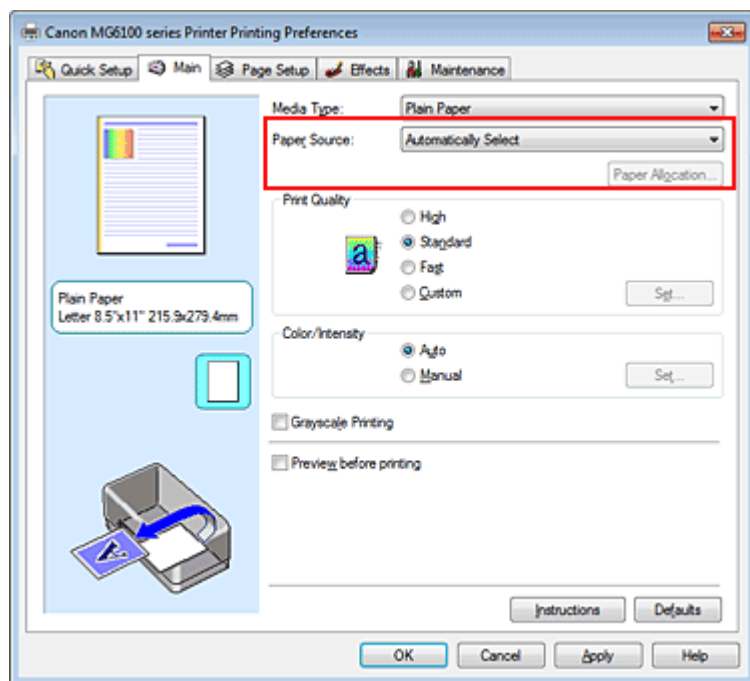 Canon MG6100 series Printer Printing Preferences
Quick Setup Main Page Setup Effects Maintenance
Media Type: Plain Paper
Paper Source: Automatically Select
Paper Allocation...
Print Quality
High
a Standard
Fast
Custom Set...
Plain Paper
Letter 8.5"x11" 215.9x279.4mm
Color/Intensity
Auto
Manual Set...
Grayscale Printing
Preview before printing
A
Instructions Defaults
OK Cancel Apply Help